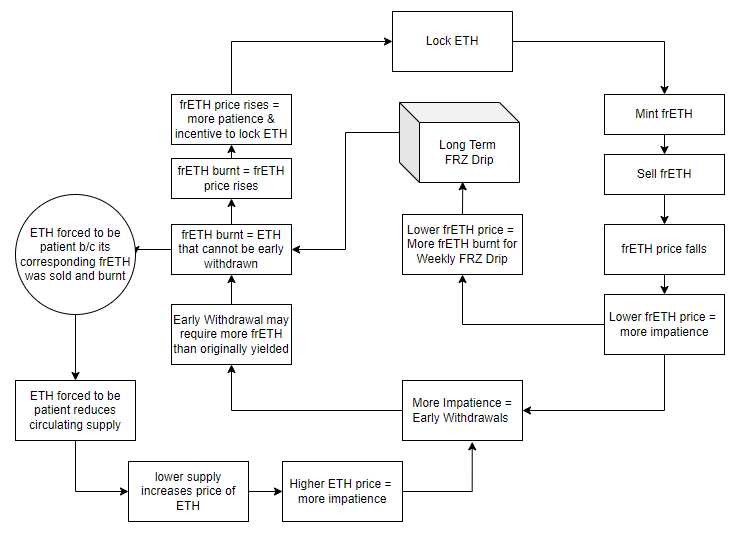 Lock ETH
frETH price rises =
more patience &
incentive to lock ETH
Mint frETH
Long Term
FRZ Drip
Sell frETH
frETH burnt = frETH
price rises
ETH forced to be
patient b/c its
corresponding frETH
was sold and burnt
frETH burnt = ETH
that cannot be early
withdrawn
Lower frETH price =
More frETH burnt for
Weekly FRZ Drip
frETH price falls
Early Withdrawal may
require more frETH
than originally yielded
Lower frETH price =
more impatience
ETH forced to be
patient reduces
circulating supply
More Impatience =
Early Withdrawals
lower supply
increases price of
ETH
Higher ETH price =
more impatience